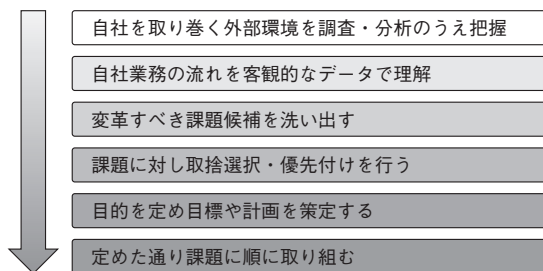 自社を取り巻く外部環境を調査・分析のうえ把握
自社業務の流れを客観的なデータで理解
変革すべき課題候補を洗い出す
課題に対し取捨選択・優先付けを行う
目的を定め目標や計画を策定する
定めた通り課題に順に取り組む